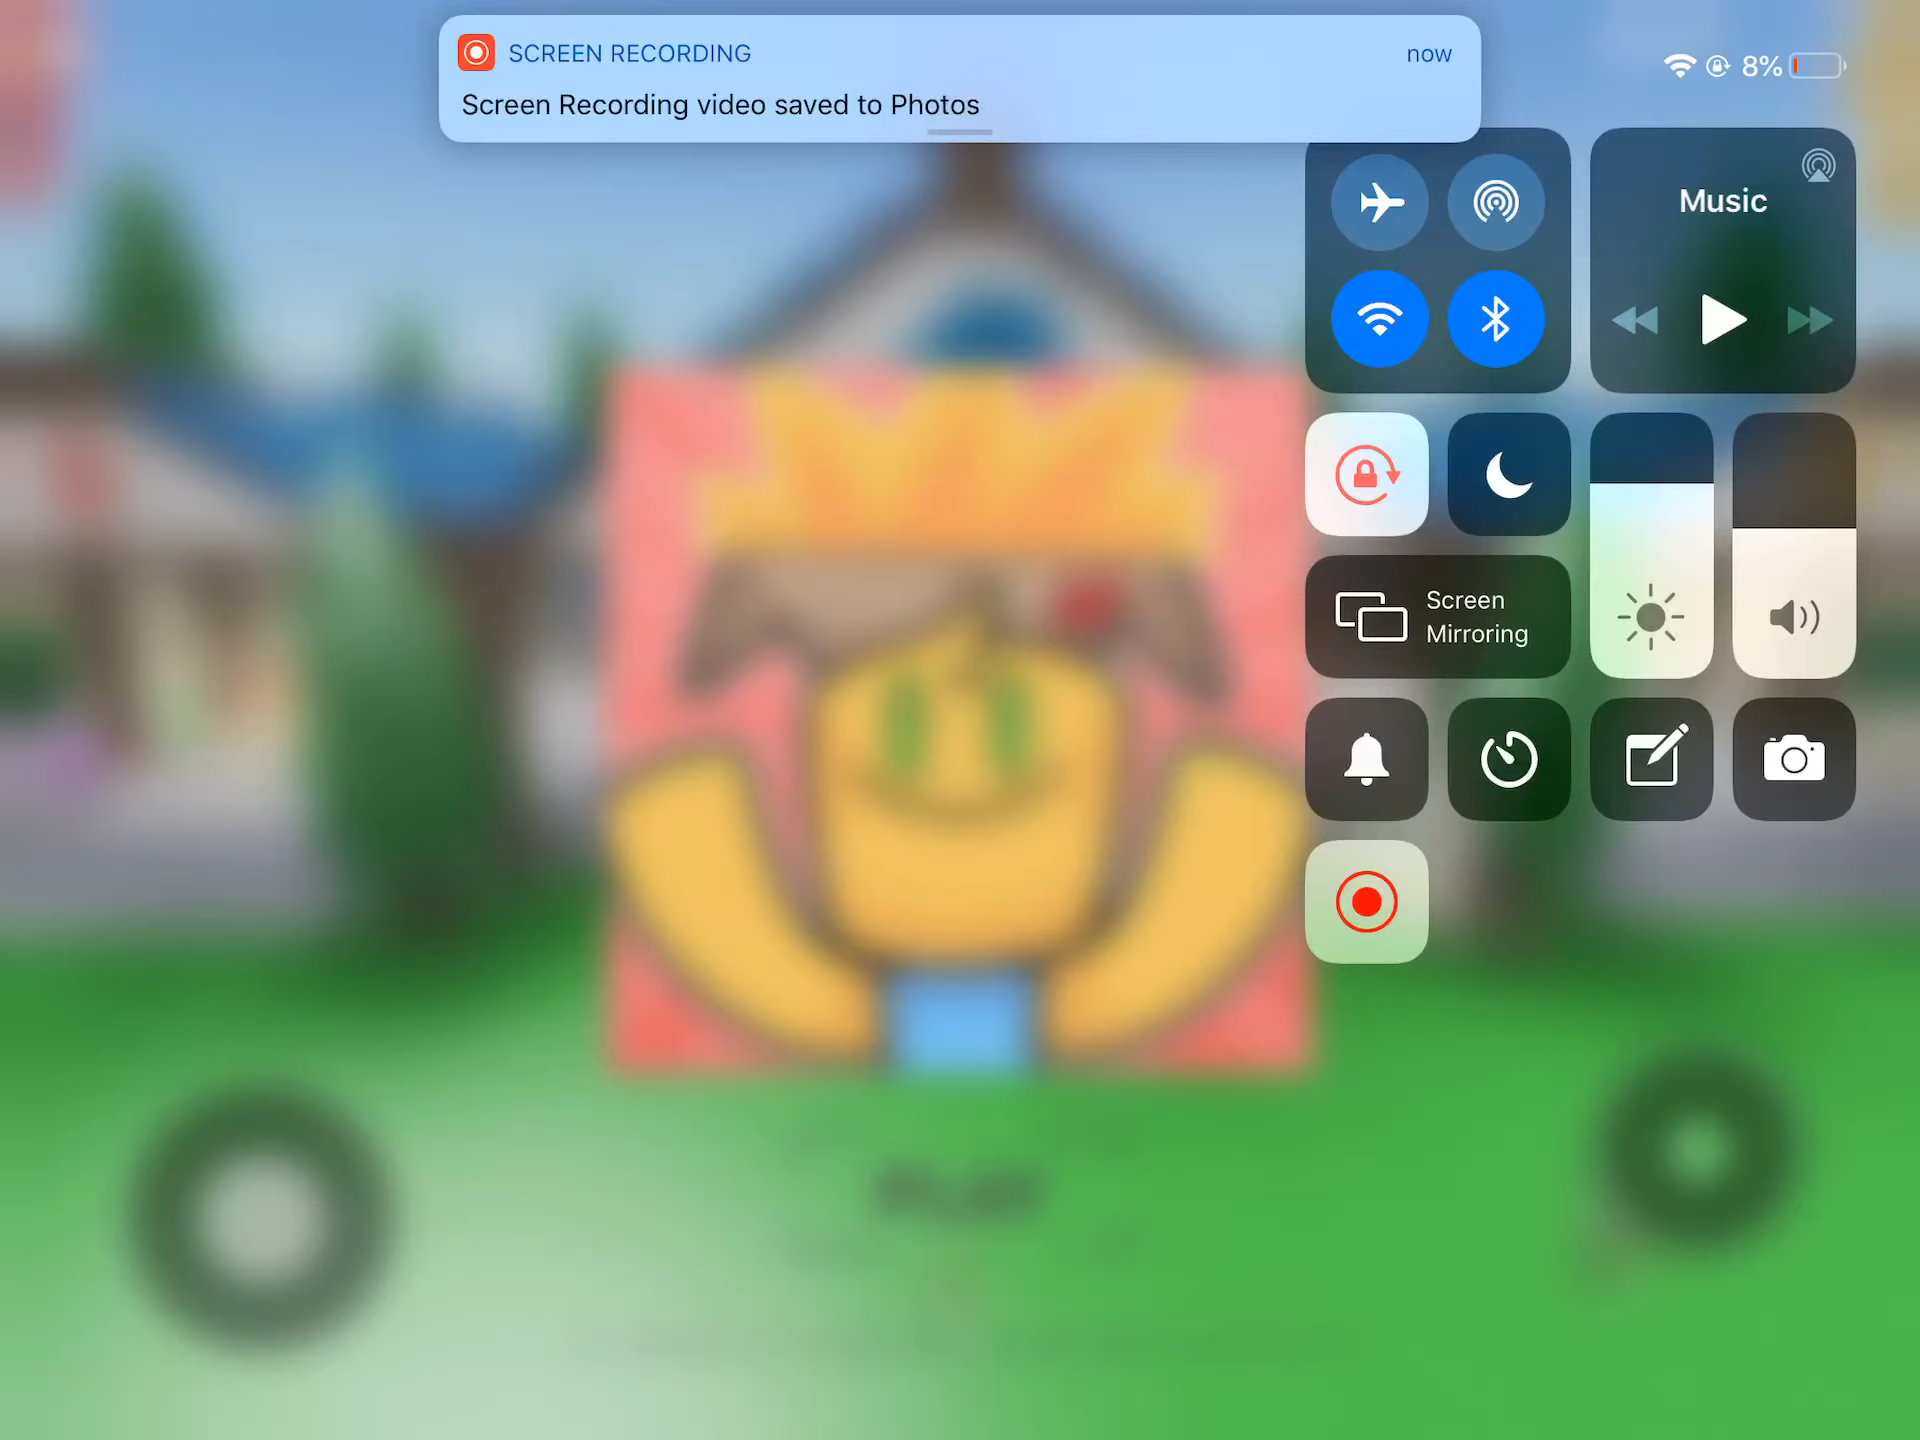 SCREEN RECORDING
now
Screen Recording video saved to Photos
8%
Music
Screen
Mirroring